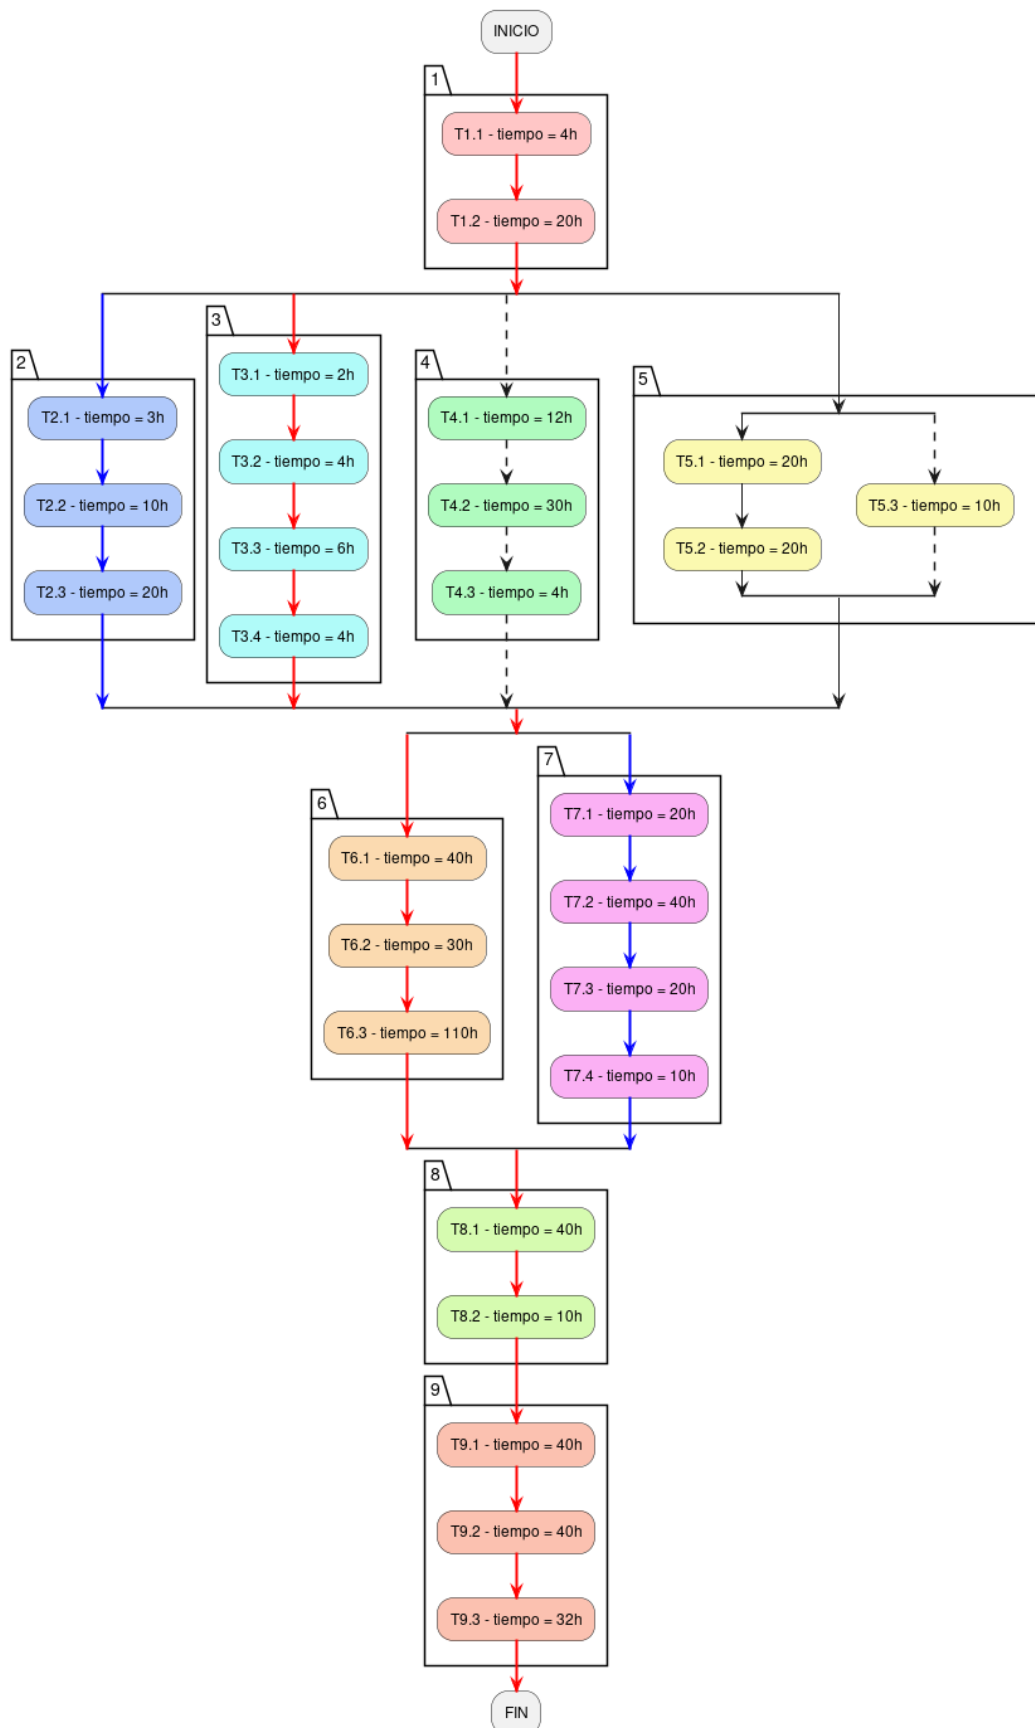 INICIO
1
T1.1 - tiempo = 4h
T1.2 - tiempo = 20h
2
T2.1 - tiempo = 3h
T2.2 - tiempo = 10h
T2.3 - tiempo = 20h
3
T3.1 - tiempo = 2h
T3.2 - tiempo = 4h
T3.3 - tiempo = 6h
T3.4 - tiempo = 4h
4
T4.1 - tiempo = 12h
T4.2 - tiempo = 30h
T4.3 - tiempo = 4h
5
T5.1 - tiempo = 20h
T5.2 - tiempo = 20h
T5.3 - tiempo = 10h
6
T6.1 - tiempo = 40h
T6.2 - tiempo = 30h
T6.3 - tiempo = 110h
7
T7.1 - tiempo = 20h
T7.2 - tiempo = 40h
T7.3 - tiempo = 20h
T7.4 - tiempo = 10h
8
T8.1 - tiempo = 40h
T8.2 - tiempo = 10h
9
T9.1 - tiempo = 40h
T9.2 - tiempo = 40h
T9.3 - tiempo = 32h
FIN